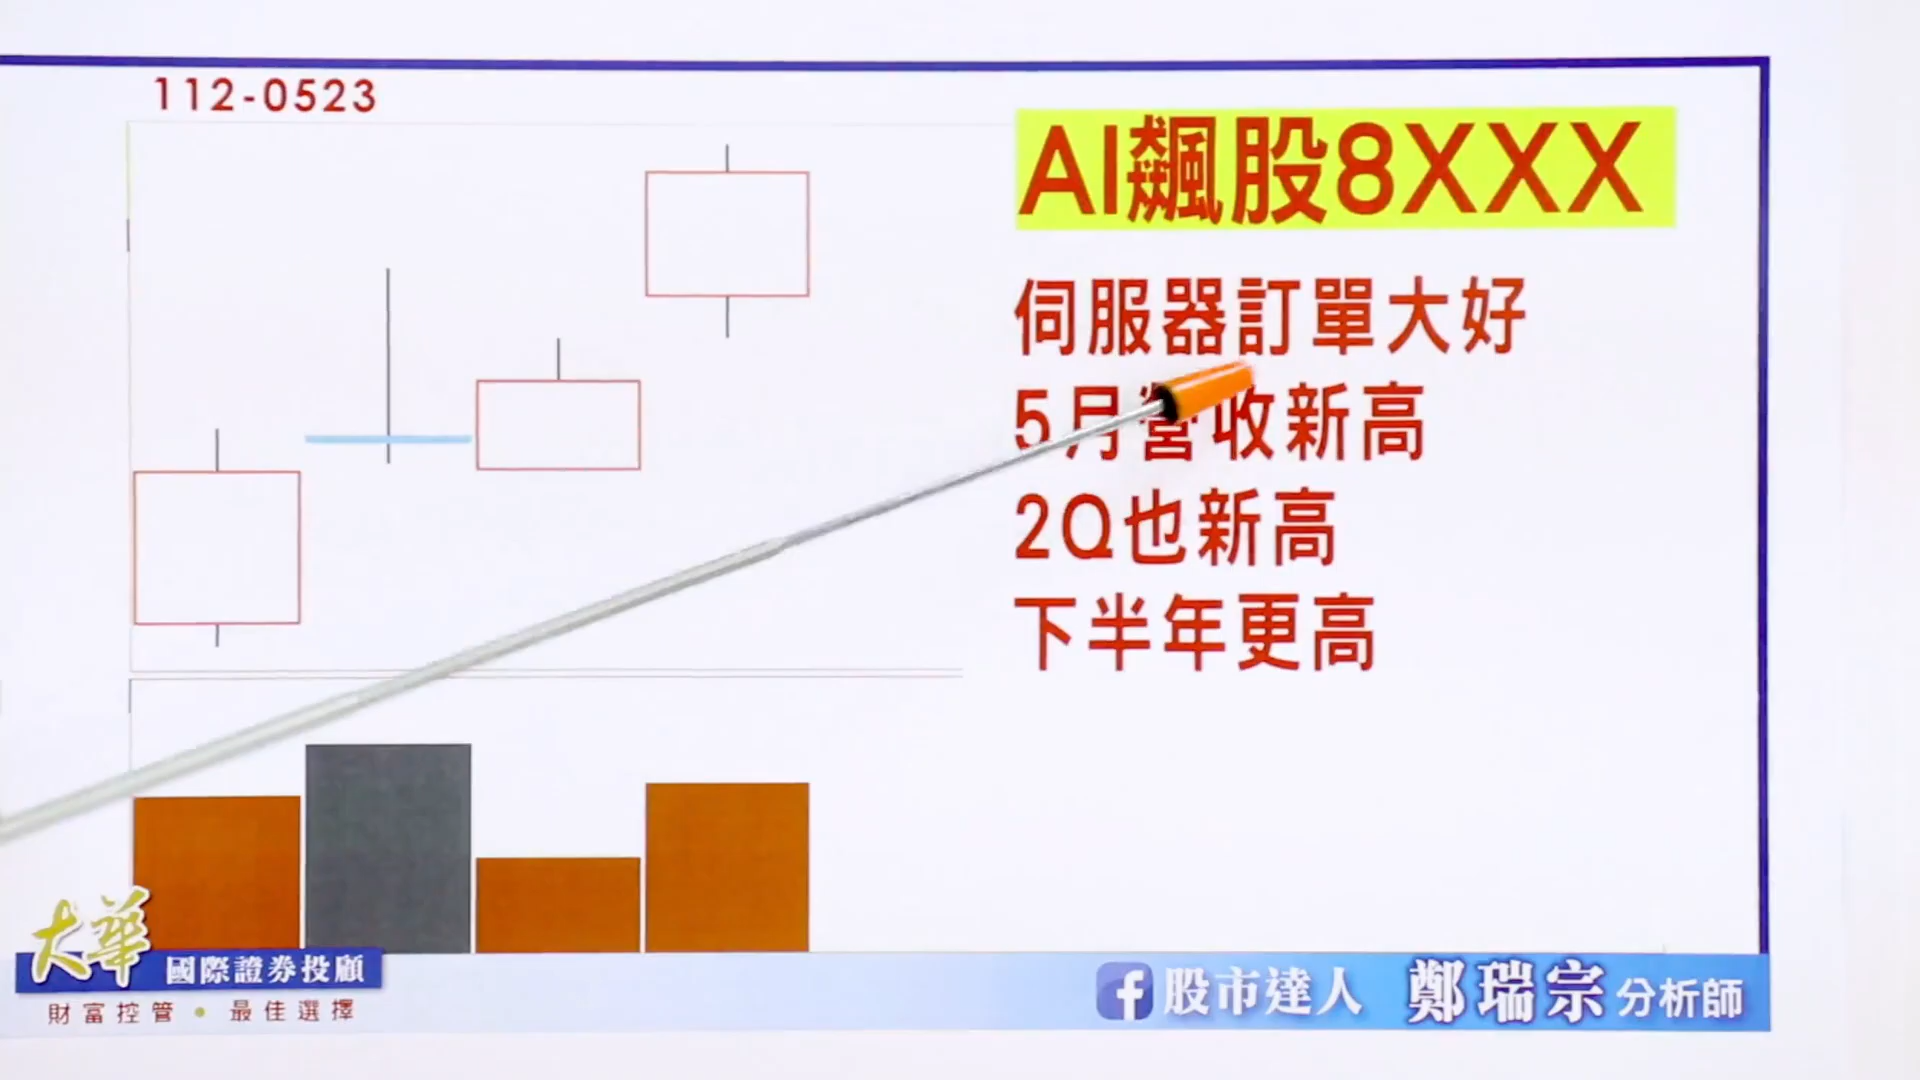 112-0523
AI飆股8XXX
伺服器訂單大好
5月營收新高
2Q也新高
下半年更高
大華
國際證券投顧
財富控管·最佳選擇
股市達人 鄭瑞宗分析師